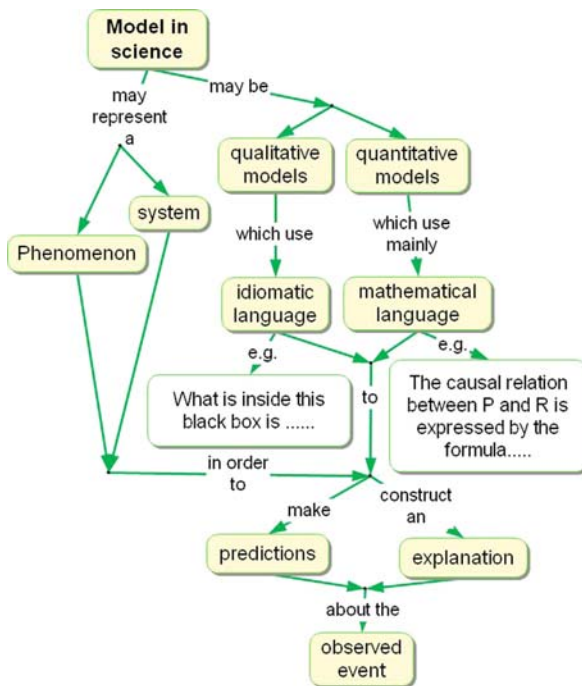 Model in
science
may
represent
a
may be
qualitative
models
quantitative
models
system
Phenomenon
which use
which use
mainly
idiomatic
language
mathematical
language
e.g.
e.g.
What is inside this
black box is ......
to
The causal relation
between P and R is
expressed by the
formula.....
in order
to
make
construct
an
predictions
explanation
about the
observed
event